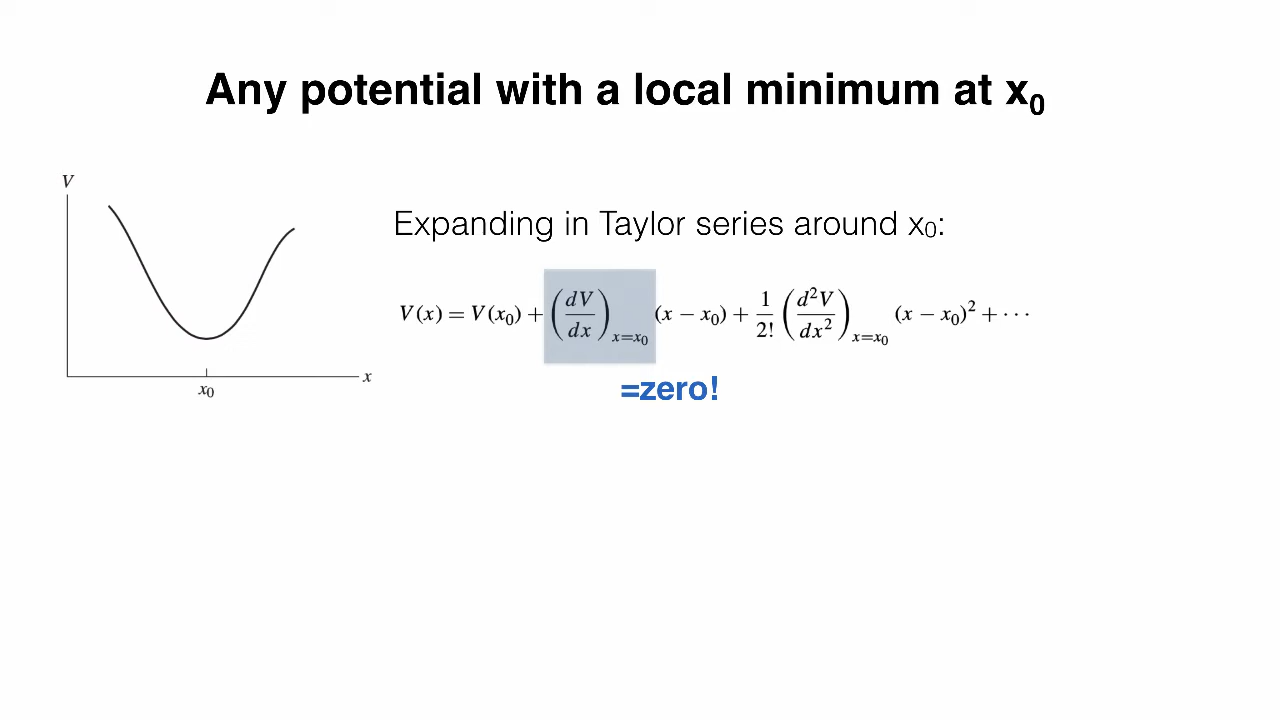 Any potential with a local minimum at x₀
V
x₀
x
Expanding in Taylor series around x₀:
V(x) = V(x₀) + (dV/dx)ₓ₌ₓ₀ (x − x₀) + 1/2! (d²V/dx²)ₓ₌ₓ₀ (x − x₀)² + ···
=zero!